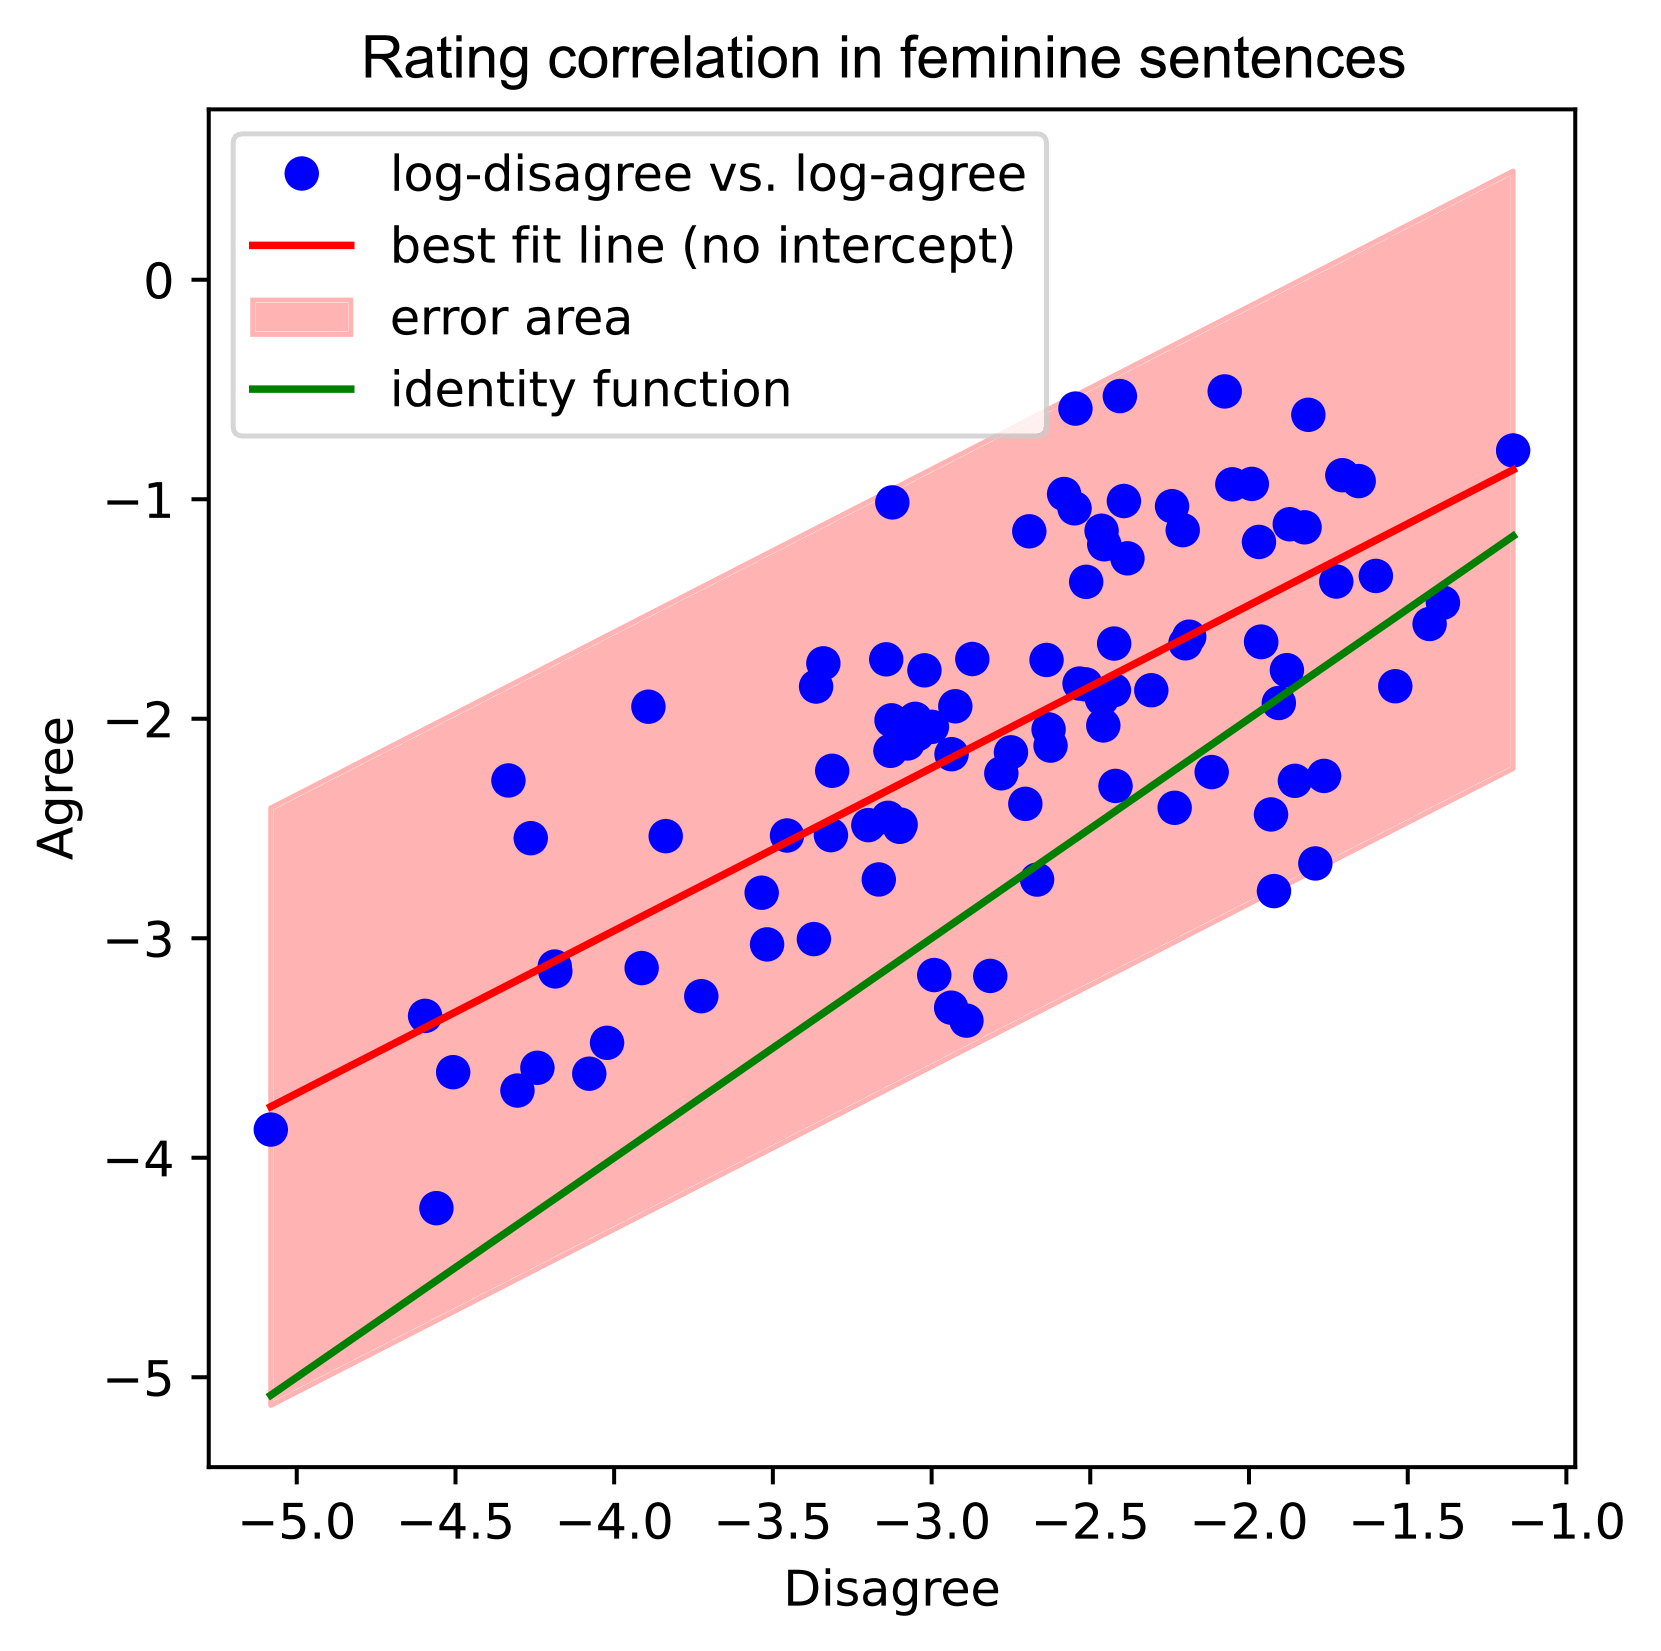 Rating correlation in feminine sentences
log-disagree vs. log-agree
best fit line (no intercept)
error area
identity function
Agree
0
−1
−2
−3
−4
−5
−5.0 −4.5 −4.0 −3.5 −3.0 −2.5 −2.0 −1.5 −1.0
Disagree